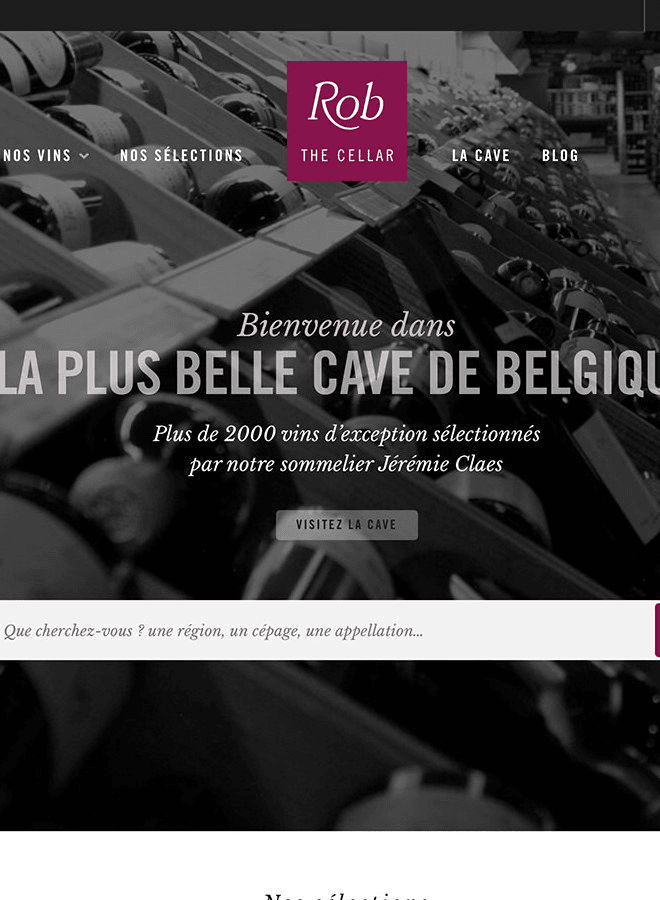 Rob
THE CELLAR
NOS VINS
NOS SÉLECTIONS
LA CAVE
BLOG
Bienvenue dans
LA PLUS BELLE CAVE DE BELGIQU
Plus de 2000 vins d'exception sélectionnés
par notre sommelier Jérémie Claes
VISITEZ LA CAVE
Que cherchez-vous ? une région, un cépage, une appellation...
Nos sélections